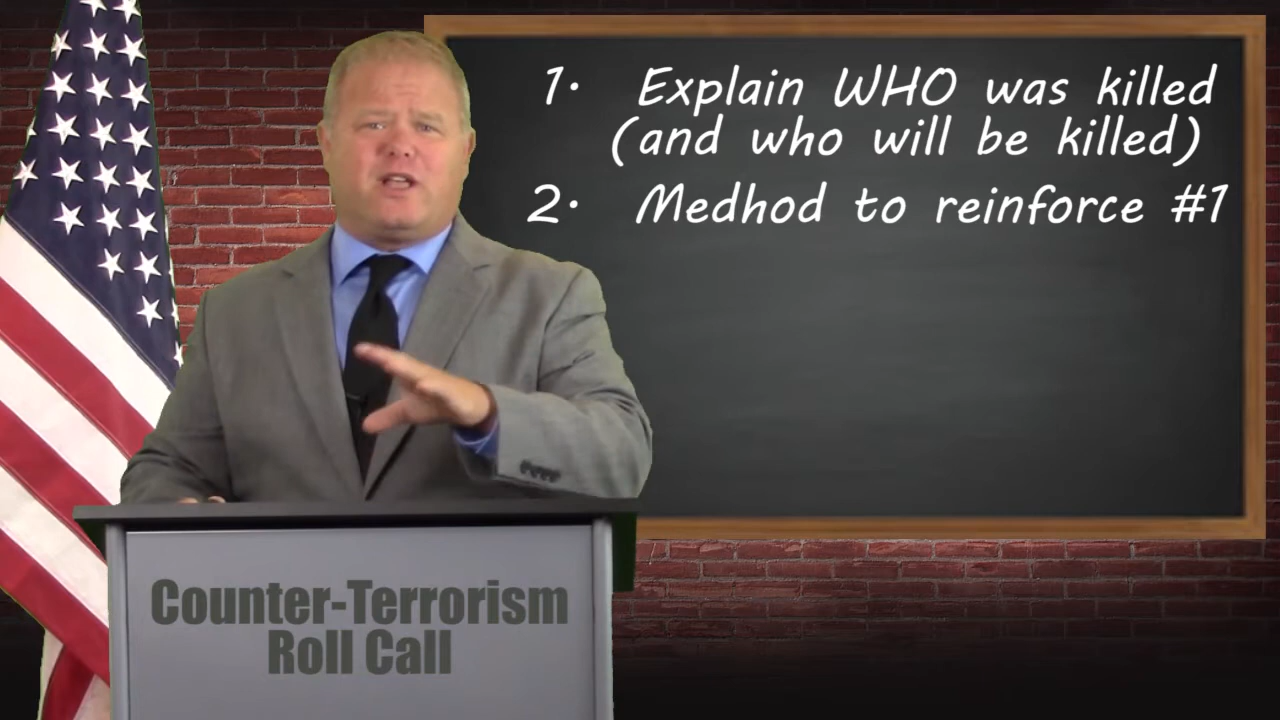 1. Explain WHO was killed
(and who will be killed)
2. Medhod to reinforce #1
Counter-Terrorism
Roll Call